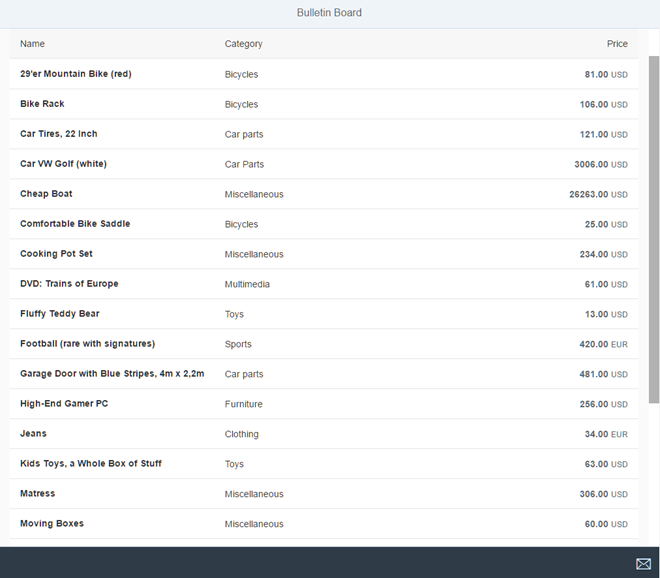 Bulletin Board
Name Category Price
29'er Mountain Bike (red) Bicycles 81.00 USD
Bike Rack Bicycles 106.00 USD
Car Tires, 22 Inch Car parts 121.00 USD
Car VW Golf (white) Car Parts 3006.00 USD
Cheap Boat Miscellaneous 26263.00 USD
Comfortable Bike Saddle Bicycles 25.00 USD
Cooking Pot Set Miscellaneous 234.00 USD
DVD: Trains of Europe Multimedia 61.00 USD
Fluffy Teddy Bear Toys 13.00 USD
Football (rare with signatures) Sports 420.00 EUR
Garage Door with Blue Stripes, 4m x 2,2m Car parts 481.00 USD
High-End Gamer PC Furniture 256.00 USD
Jeans Clothing 34.00 EUR
Kids Toys, a Whole Box of Stuff Toys 63.00 USD
Matress Miscellaneous 306.00 USD
Moving Boxes Miscellaneous 60.00 USD